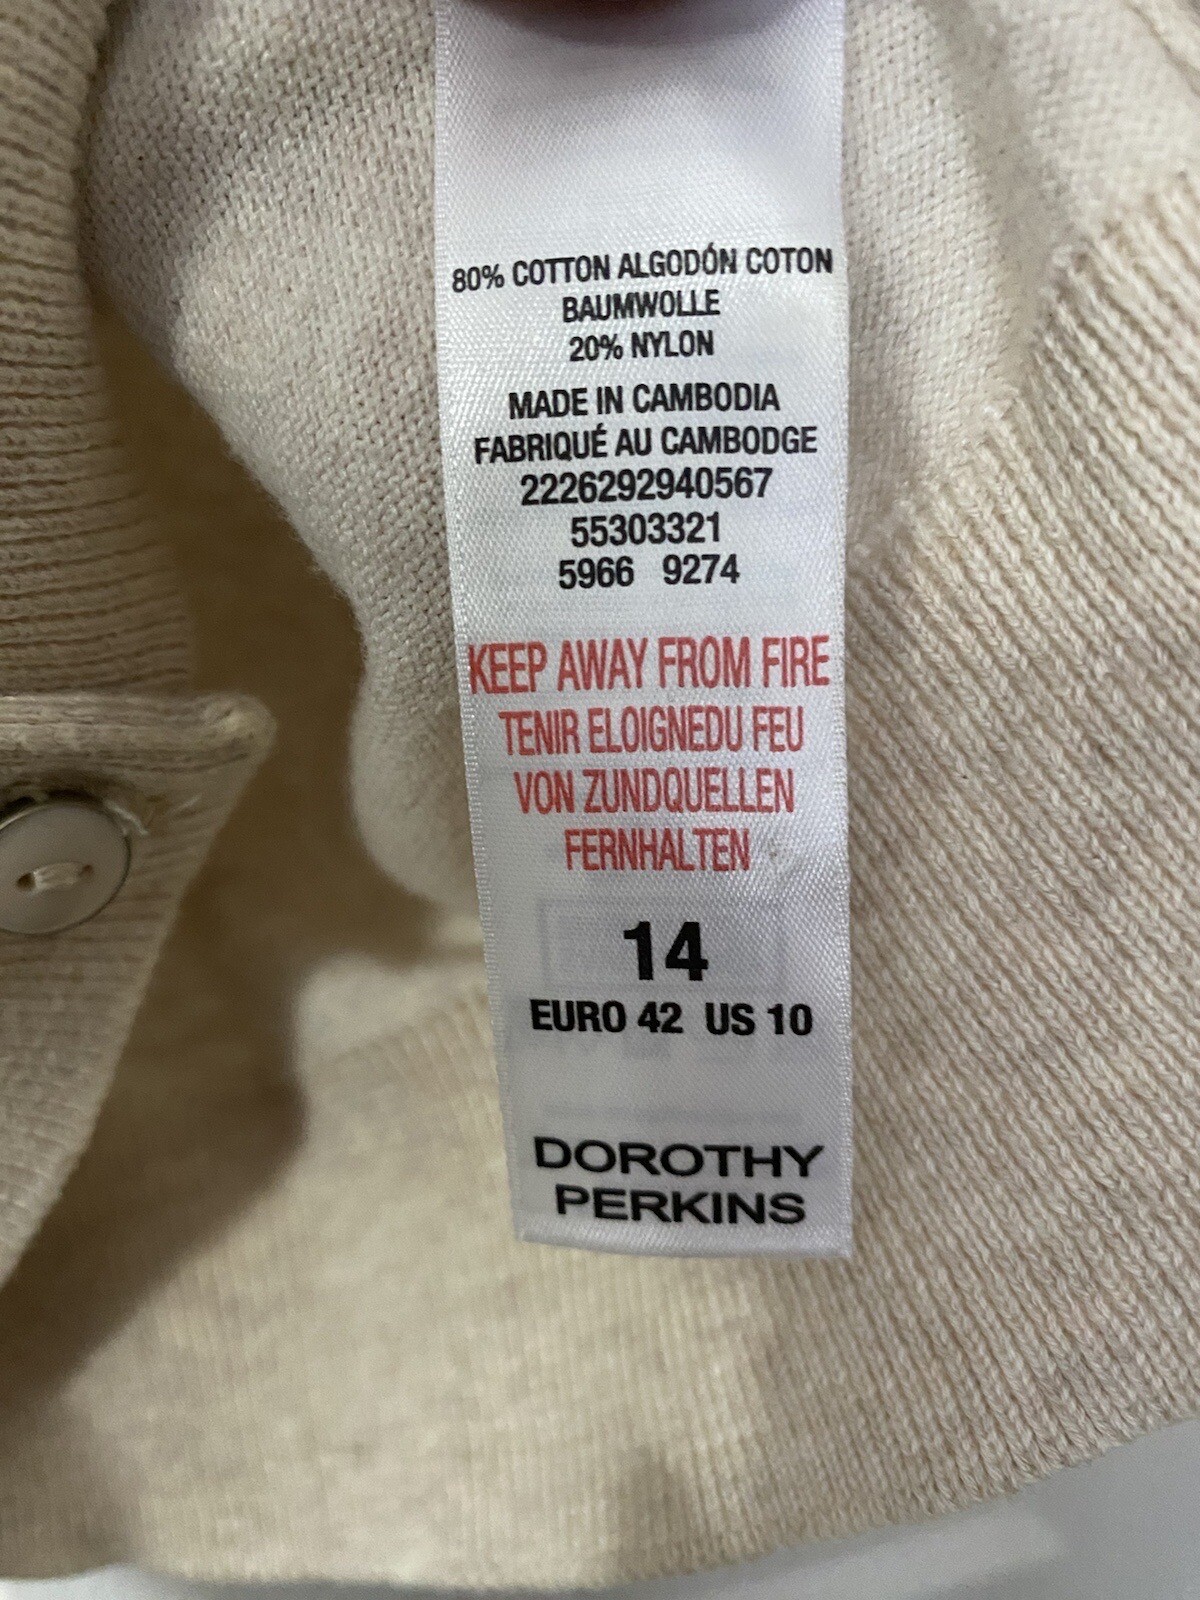 80% COTTON ALGODÓN COTON
BAUMWOLLE
20% NYLON
MADE IN CAMBODIA
FABRIQUÉ AU CAMBODGE
2226292940567
55303321
5966 9274
KEEP AWAY FROM FIRE
TENIR ELOIGNEDU FEU
VON ZUNDQUELLEN
FERNHALTEN
14
EURO 42 US 10
DOROTHY
PERKINS